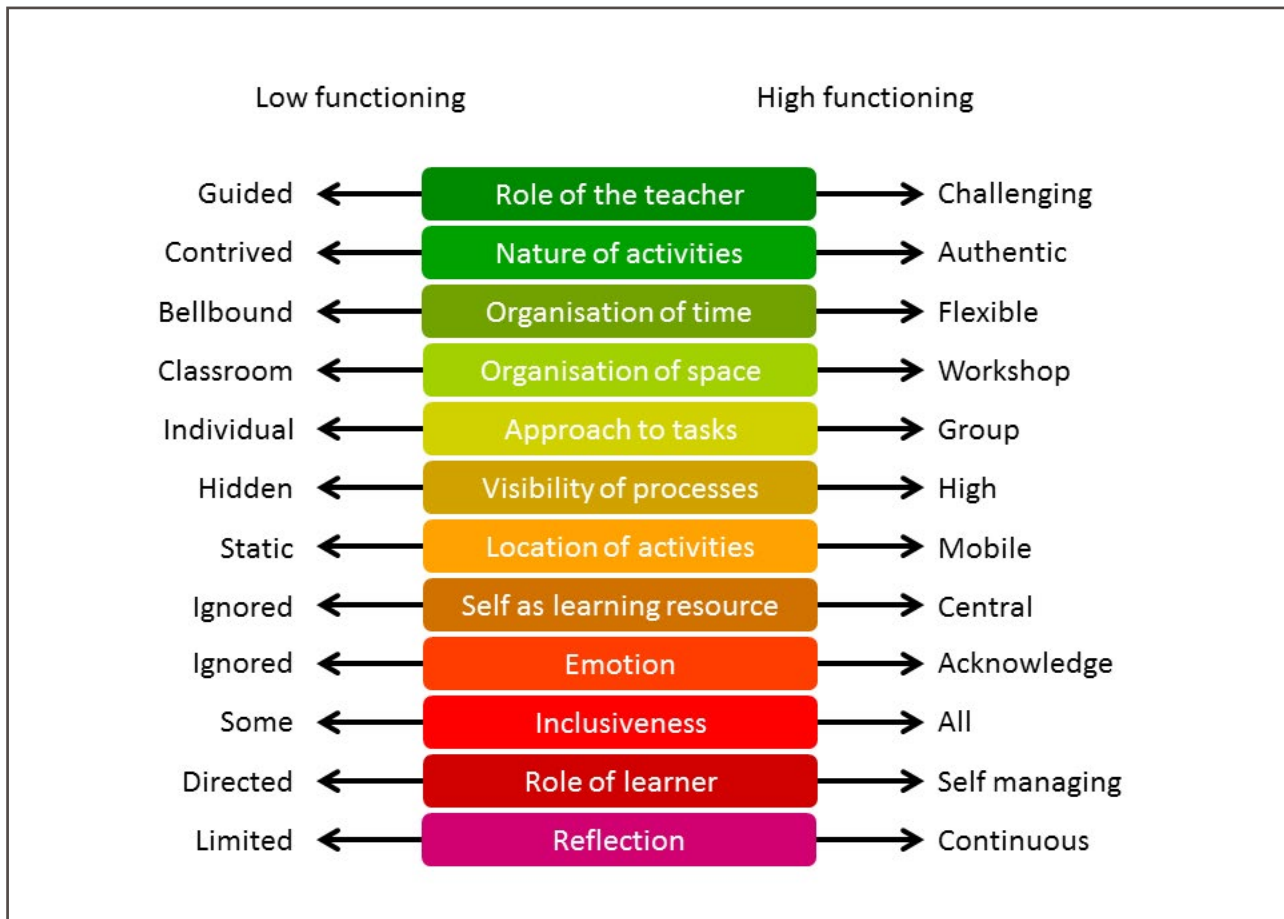 Low functioning High functioning
Guided Role of the teacher Challenging
Contrived Nature of activities Authentic
Bellbound Organisation of time Flexible
Classroom Organisation of space Workshop
Individual Approach to tasks Group
Hidden Visibility of processes High
Static Location of activities Mobile
Ignored Self as learning resource Central
Ignored Emotion Acknowledge
Some Inclusiveness All
Directed Role of learner Self managing
Limited Reflection Continuous